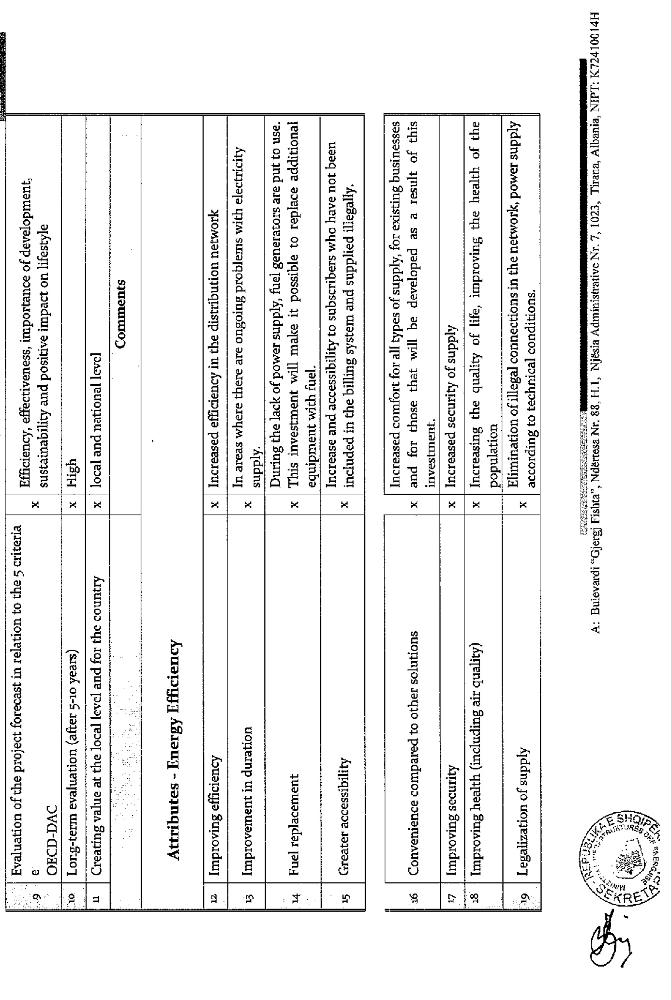 9 Evaluation of the project forecast in relation to the 5 criteria
e
OECD-DAC
x Efficiency, effectiveness, importance of development,
sustainability and positive impact on lifestyle
10 Long-term evaluation (after 5-10 years) x High
11 Creating value at the local level and for the country x local and national level
Comments
Attributes - Energy Efficiency
12 Improving efficiency x Increased efficiency in the distribution network
13 Improvement in duration x In areas where there are ongoing problems with electricity
supply.
14 Fuel replacement x During the lack of power supply, fuel generators are put to use.
This investment will make it possible to replace additional
equipment with fuel.
15 Greater accessibility x Increase and accessibility to subscribers who have not been
included in the billing system and supplied illegally.
16 Convenience compared to other solutions x Increased comfort for all types of supply, for existing businesses
and for those that will be developed as a result of this
investment.
17 Improving security x Increased security of supply
18 Improving health (including air quality) x Increasing the quality of life, improving the health of the
population
19 Legalization of supply x Elimination of illegal connections in the network, power supply
according to technical conditions.
REPUBLIKA E SHQIPËR
SEKRETAR
A: Bulevardi “Gjergj Fishta”, Ndërtesa Nr. 88, H.1, Njësia Administrative Nr. 7, 1023, Tirana, Albania, NIPT: K72410014H